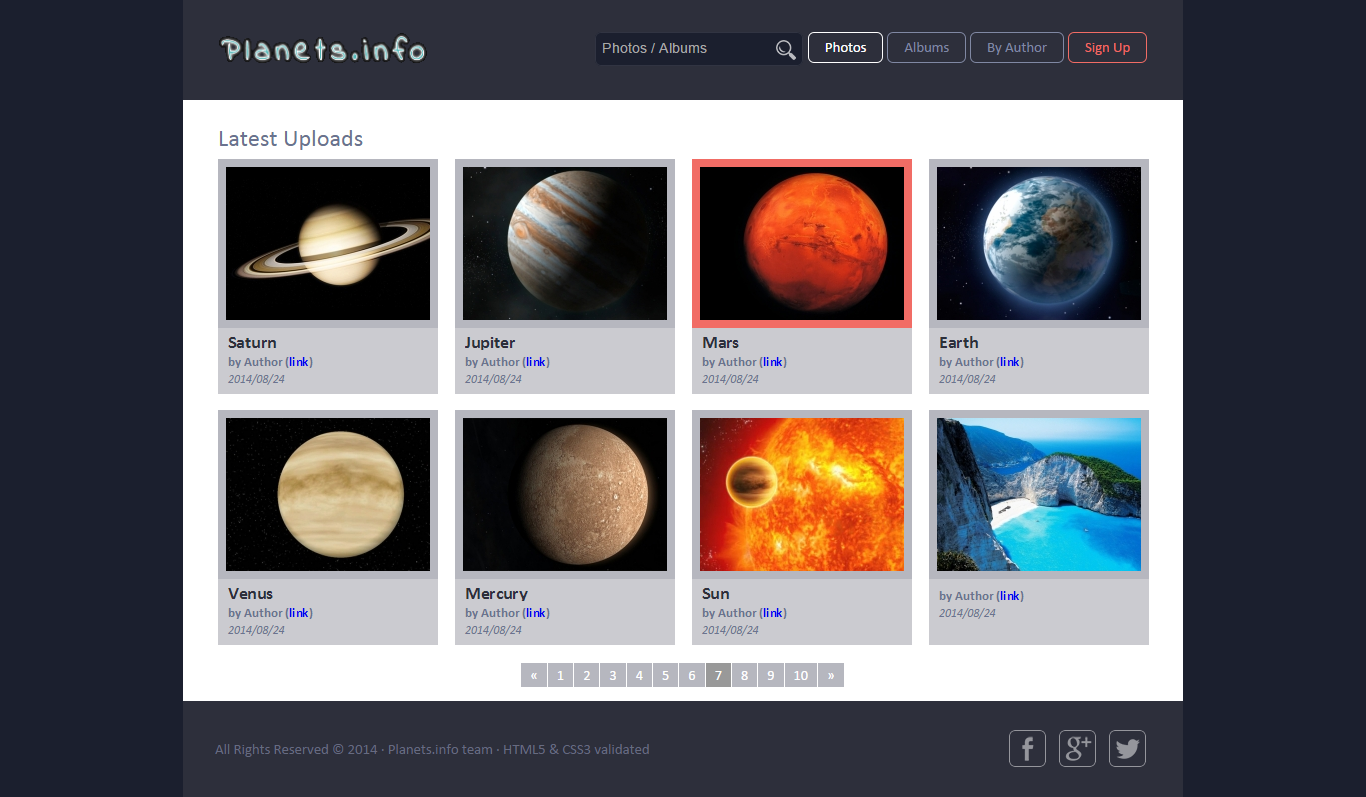 Planets.info
Photos / Albums
Photos
Albums
By Author
Sign Up
Latest Uploads
Saturn
by Author (link)
2014/08/24
Jupiter
by Author (link)
2014/08/24
Mars
by Author (link)
2014/08/24
Earth
by Author (link)
2014/08/24
Venus
by Author (link)
2014/08/24
Mercury
by Author (link)
2014/08/24
Sun
by Author (link)
2014/08/24
by Author (link)
2014/08/24
« 1 2 3 4 5 6 7 8 9 10 »
All Rights Reserved © 2014 · Planets.info team · HTML5 & CSS3 validated
f g+